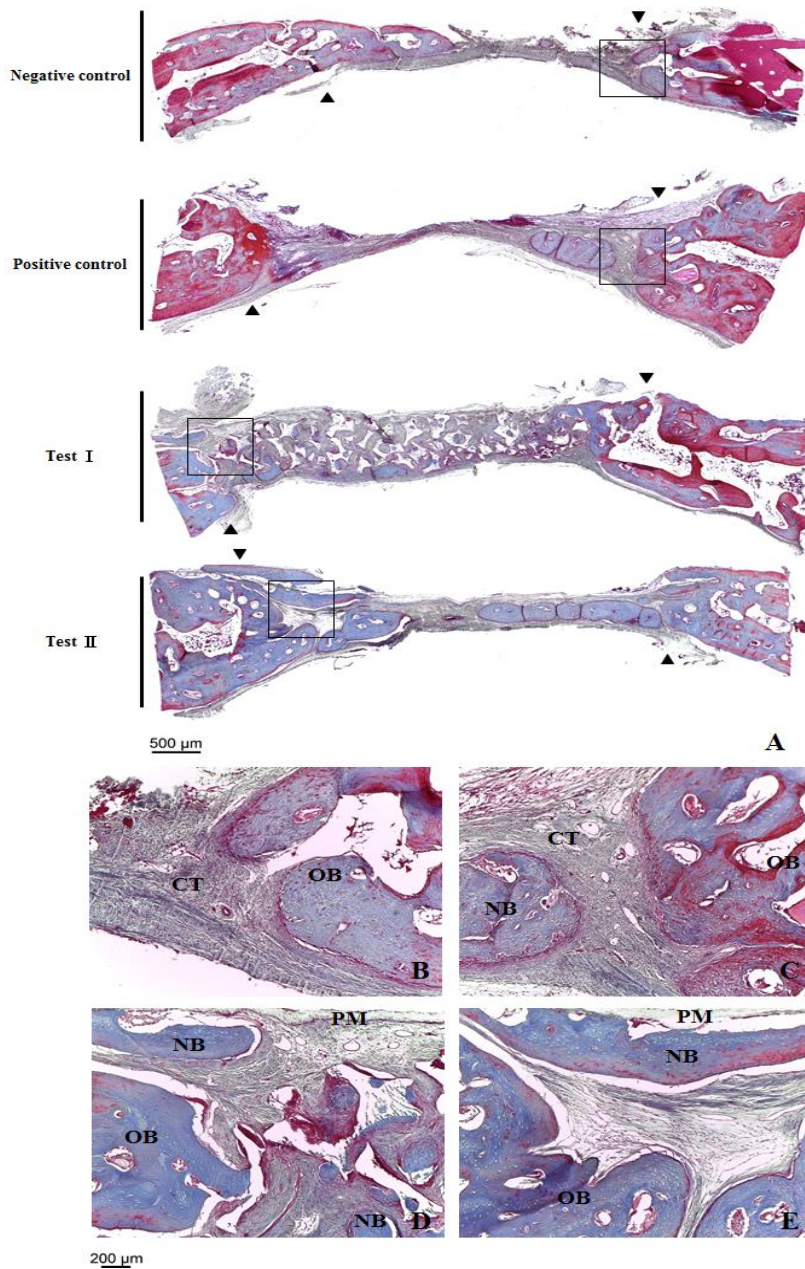 Negative control
Positive control
Test Ⅰ
Test Ⅱ
500 µm
A
CT
OB
B
CT
NB
OB
C
PM
NB
OB
NB
D
PM
NB
OB
E
200 µm